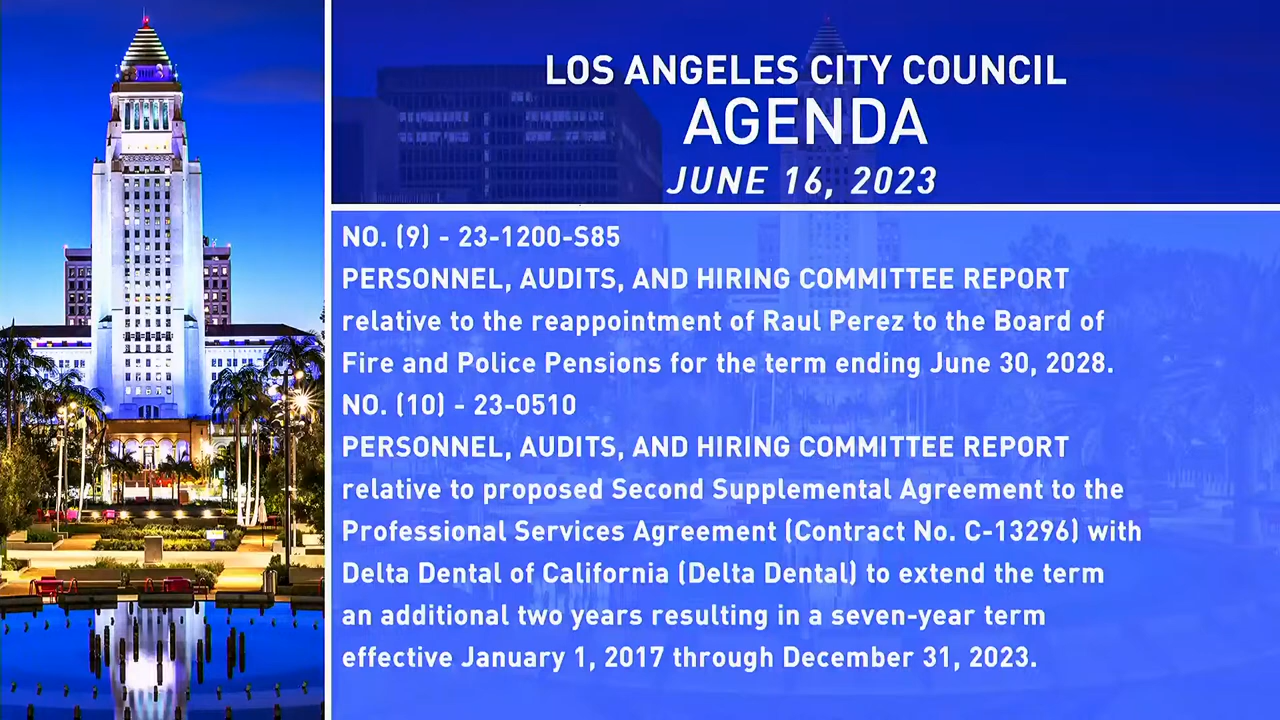 LOS ANGELES CITY COUNCIL
AGENDA
JUNE 16, 2023
NO. (9) - 23-1200-S85
PERSONNEL, AUDITS, AND HIRING COMMITTEE REPORT
relative to the reappointment of Raul Perez to the Board of
Fire and Police Pensions for the term ending June 30, 2028.
NO. (10) - 23-0510
PERSONNEL, AUDITS, AND HIRING COMMITTEE REPORT
relative to proposed Second Supplemental Agreement to the
Professional Services Agreement (Contract No. C-13296) with
Delta Dental of California (Delta Dental) to extend the term
an additional two years resulting in a seven-year term
effective January 1, 2017 through December 31, 2023.